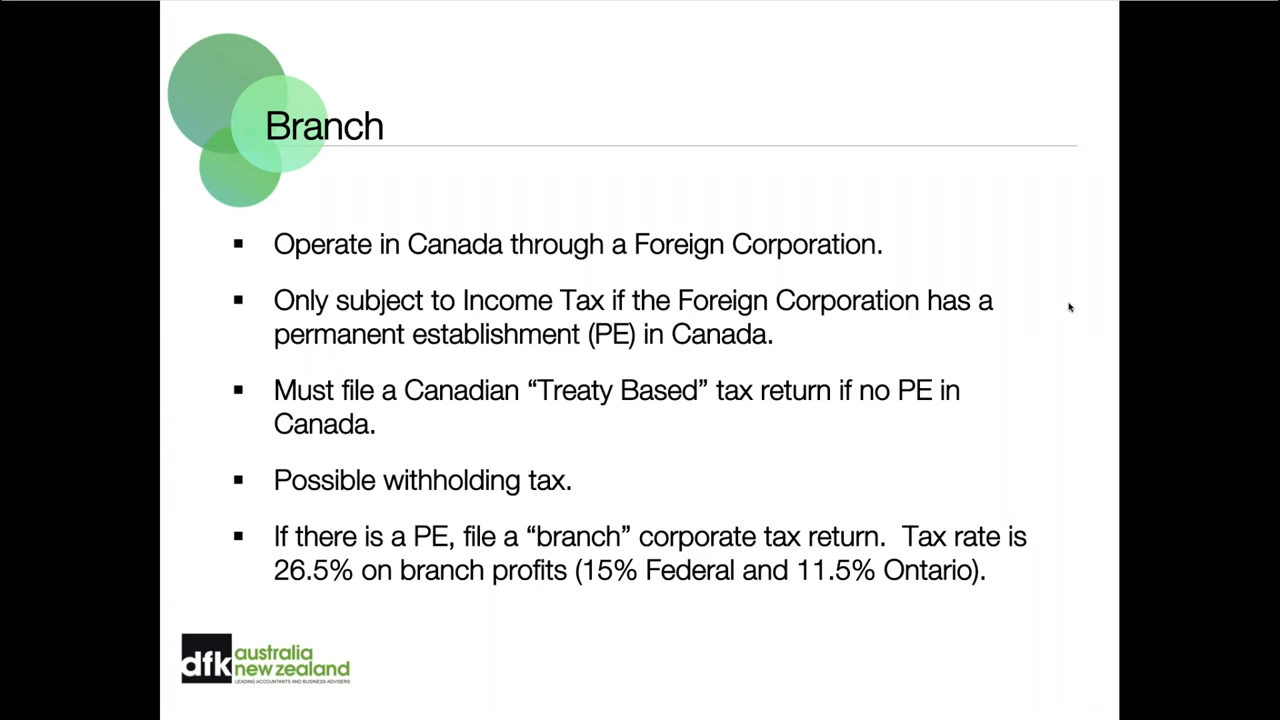 Branch
▪ Operate in Canada through a Foreign Corporation.
▪ Only subject to Income Tax if the Foreign Corporation has a
permanent establishment (PE) in Canada.
▪ Must file a Canadian “Treaty Based” tax return if no PE in
Canada.
▪ Possible withholding tax.
▪ If there is a PE, file a “branch” corporate tax return.  Tax rate is
26.5% on branch profits (15% Federal and 11.5% Ontario).
dfk australia
new zealand
LEADING ACCOUNTANTS AND BUSINESS ADVISERS